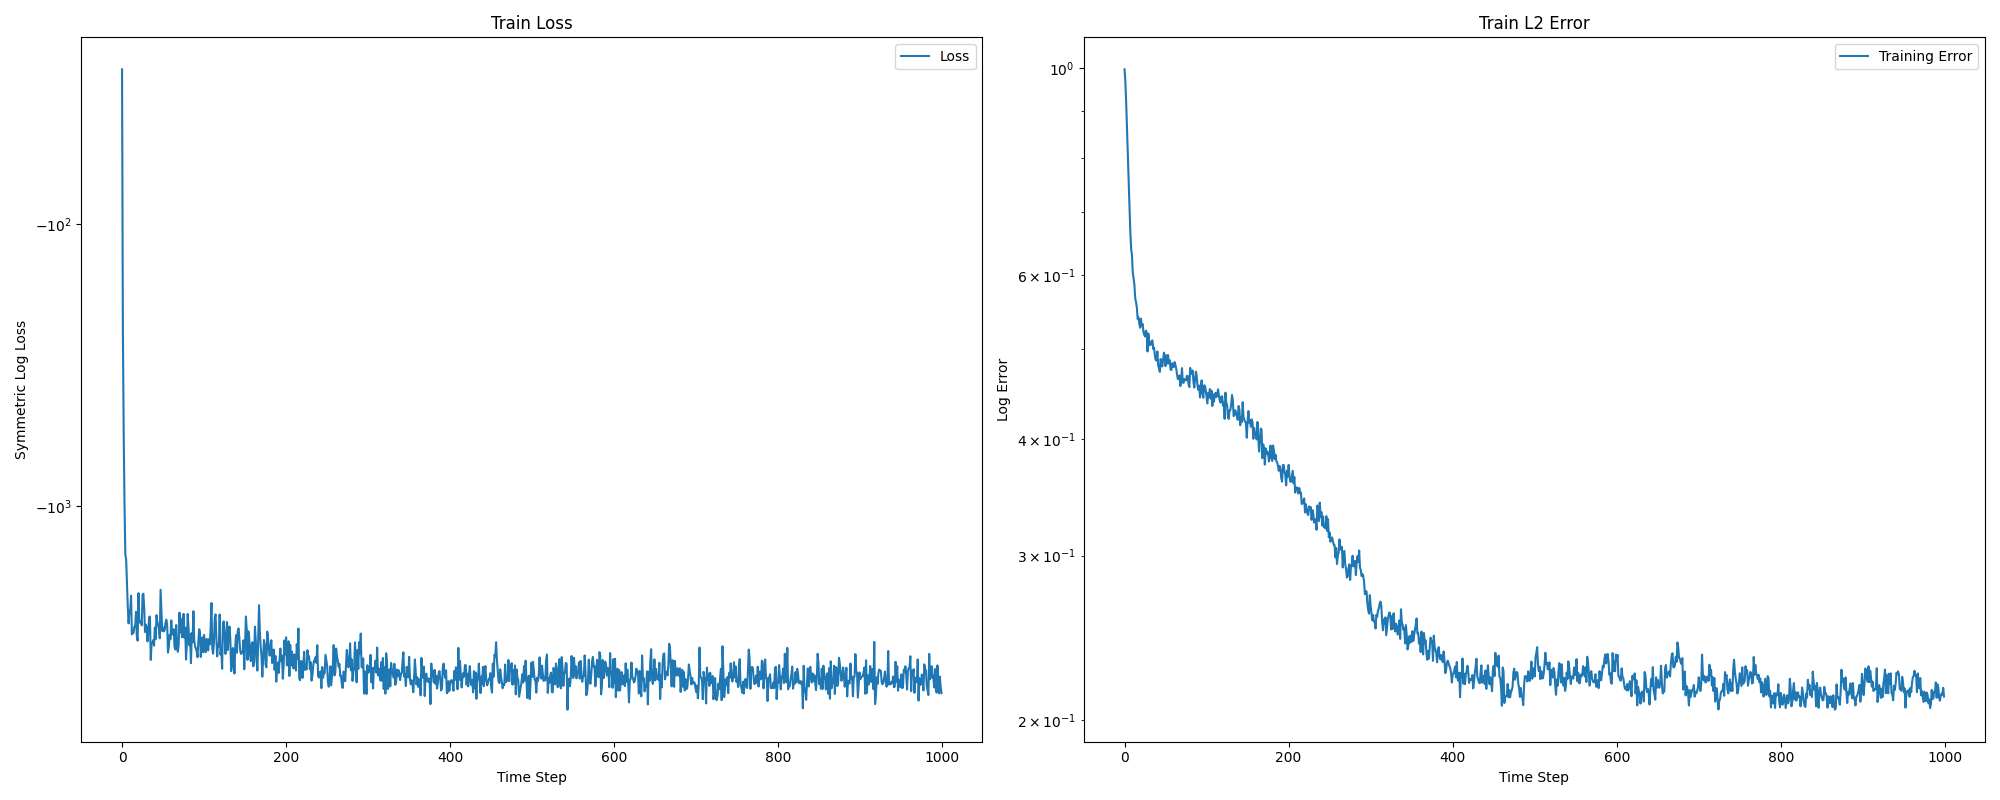 Train Loss
Loss
−10²
−10³
Symmetric Log Loss
0 200 400 600 800 1000
Time Step
Train L2 Error
Training Error
10⁰
6 × 10⁻¹
4 × 10⁻¹
3 × 10⁻¹
2 × 10⁻¹
Log Error
0 200 400 600 800 1000
Time Step